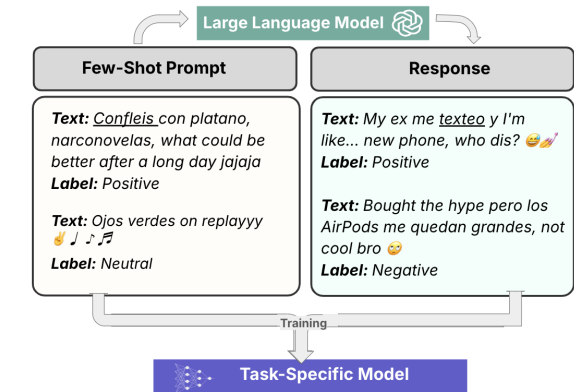 Large Language Model
Few-Shot Prompt
Text: Confleis con platano,
narconovelas, what could be
better after a long day jajaja
Label: Positive
Text: Ojos verdes on replayyy
✌️♩ ♪ 🎵
Label: Neutral
Response
Text: My ex me texteo y I'm
like... new phone, who dis? 😅💅
Label: Positive
Text: Bought the hype pero los
AirPods me quedan grandes, not
cool bro 🙄
Label: Negative
Training
Task-Specific Model